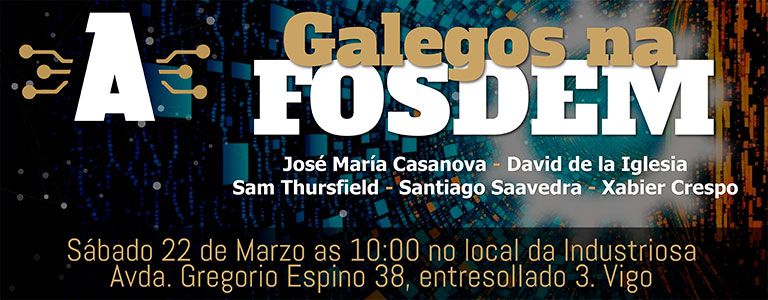 A
Galegos na
FOSDEM
José María Casanova - David de la Iglesia
Sam Thursfield - Santiago Saavedra - Xabier Crespo
Sábado 22 de Marzo as 10:00 no local da Industriosa
Avda. Gregorio Espino 38, entresollado 3. Vigo